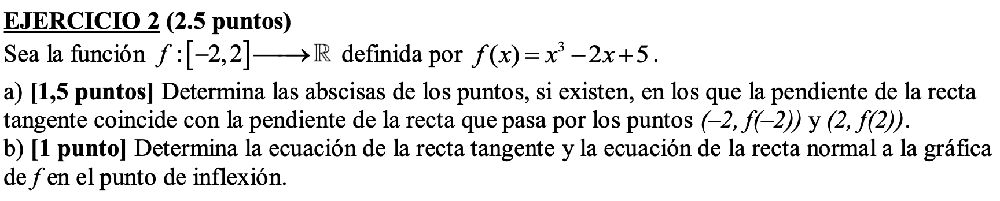 EJERCICIO 2 (2.5 puntos)
Sea la función f :[−2,2]⟶ℝ definida por f(x)=x³−2x+5.
a) [1,5 puntos] Determina las abscisas de los puntos, si existen, en los que la pendiente de la recta
tangente coincide con la pendiente de la recta que pasa por los puntos (−2, f(−2)) y (2, f(2)).
b) [1 punto] Determina la ecuación de la recta tangente y la ecuación de la recta normal a la gráfica
de f en el punto de inflexión.